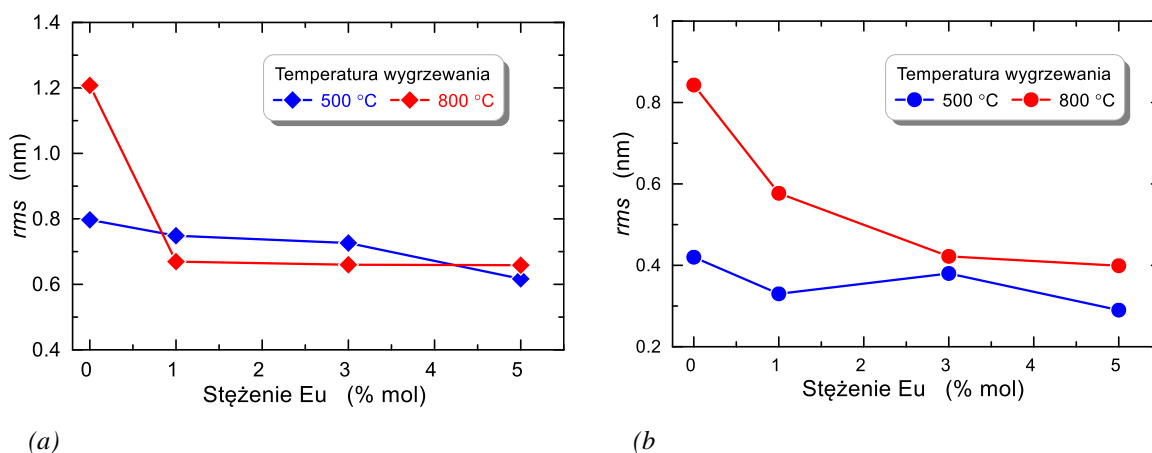 1.4
1.2
1.0
0.8
0.6
0.4
rms (nm)
Temperatura wygrzewania
500 °C 800 °C
0 1 2 3 4 5
Stężenie Eu (% mol)
(a)
1
0.8
0.6
0.4
0.2
rms (nm)
Temperatura wygrzewania
500 °C 800 °C
0 1 2 3 4 5
Stężenie Eu (% mol)
(b